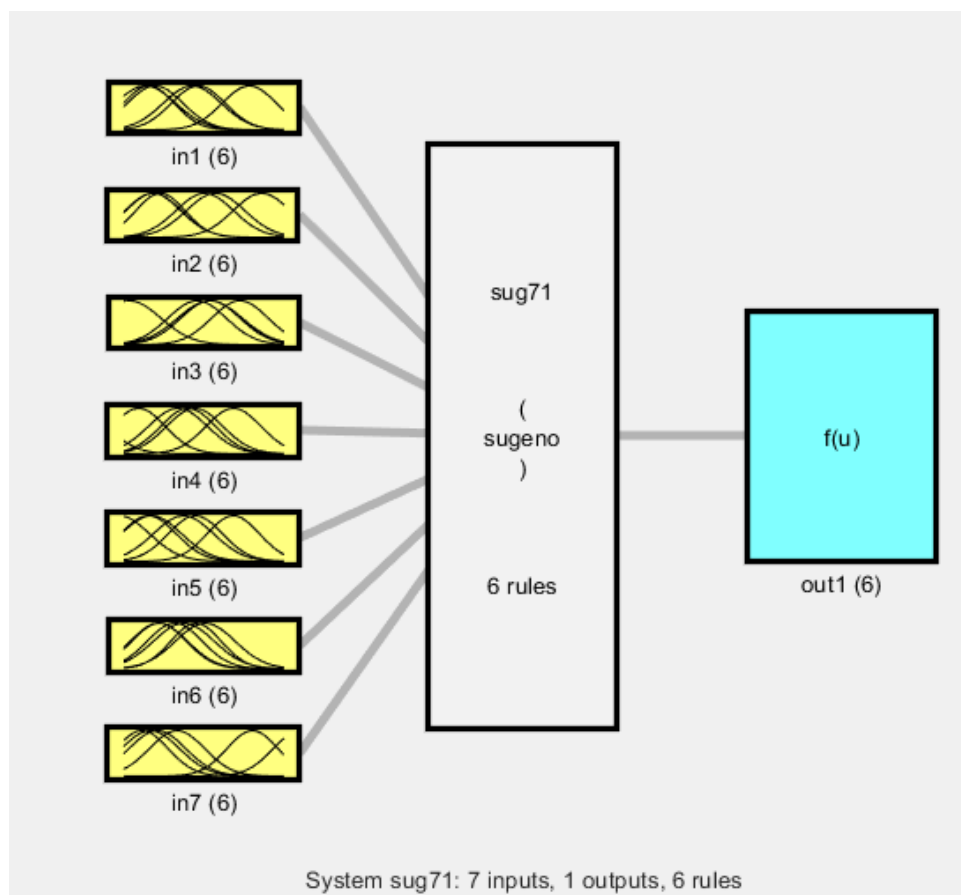 in1 (6)
in2 (6)
in3 (6)
in4 (6)
in5 (6)
in6 (6)
in7 (6)
sug71
(
sugeno
)
6 rules
f(u)
out1 (6)
System sug71: 7 inputs, 1 outputs, 6 rules